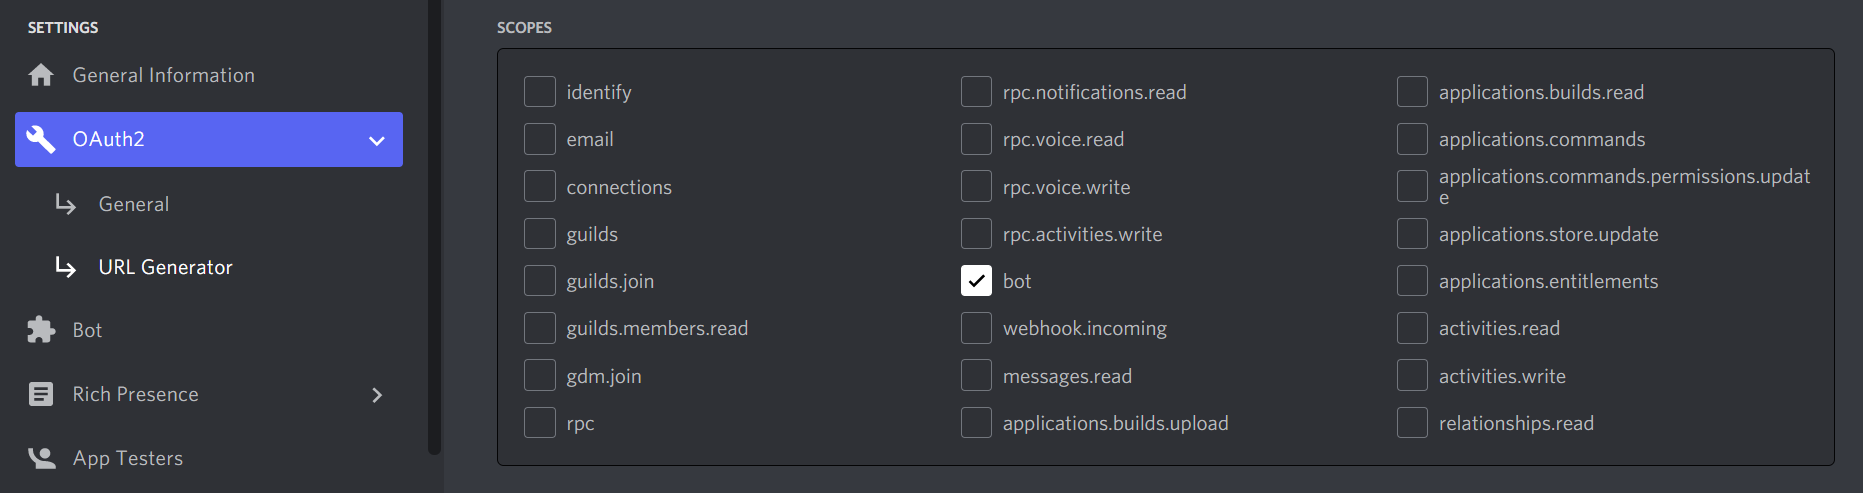 SETTINGS
General Information
OAuth2
General
URL Generator
Bot
Rich Presence
App Testers
SCOPES
identify
email
connections
guilds
guilds.join
guilds.members.read
gdm.join
rpc
rpc.notifications.read
rpc.voice.read
rpc.voice.write
rpc.activities.write
bot
webhook.incoming
messages.read
applications.builds.upload
applications.builds.read
applications.commands
applications.commands.permissions.updat
e
applications.store.update
applications.entitlements
activities.read
activities.write
relationships.read